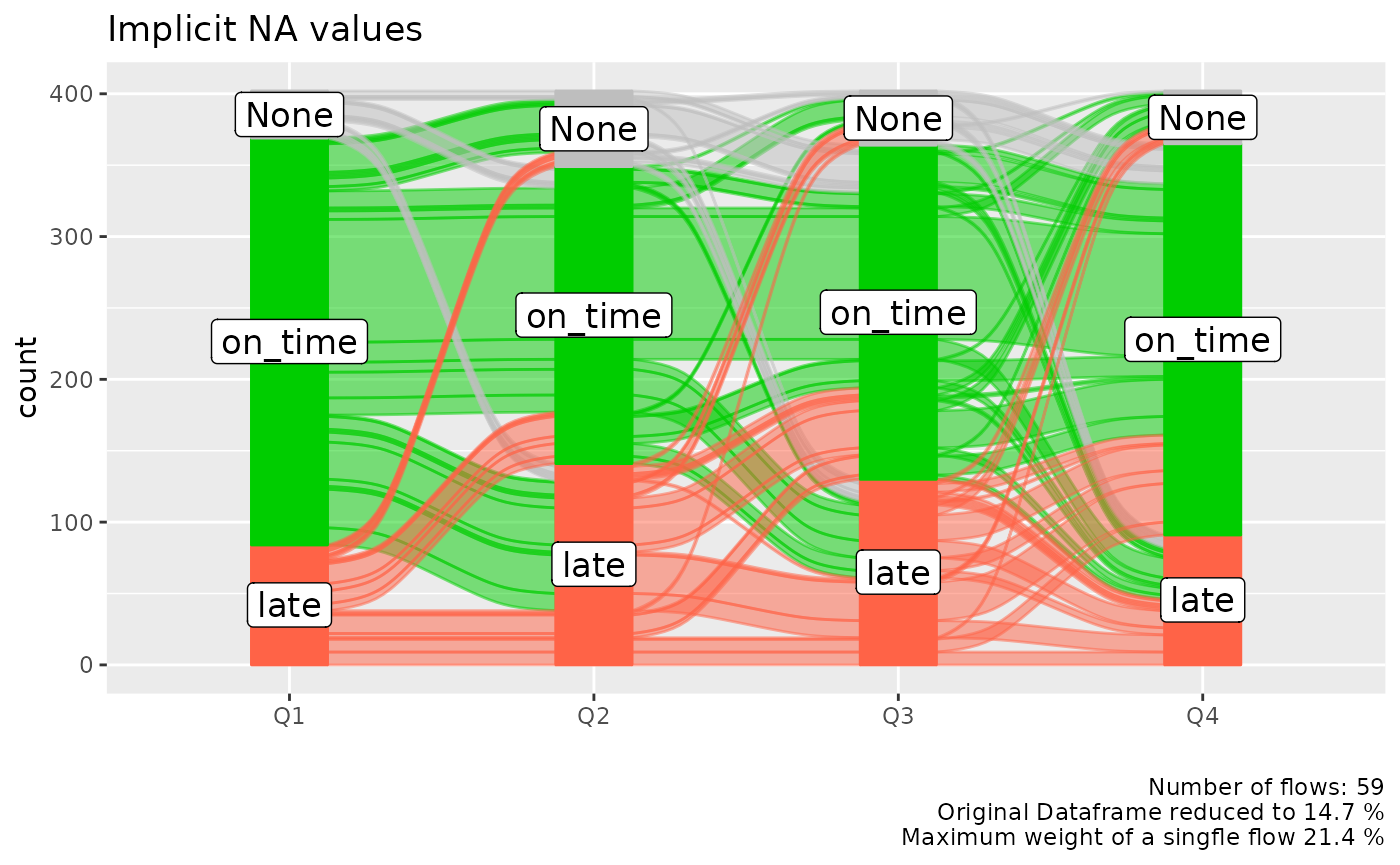 Implicit NA values
400
300
200
100
0
count
None
None
None
None
on_time
on_time
on_time
on_time
late
late
late
late
Q1
Q2
Q3
Q4
Number of flows: 59
Original Dataframe reduced to 14.7 %
Maximum weight of a singfle flow 21.4 %